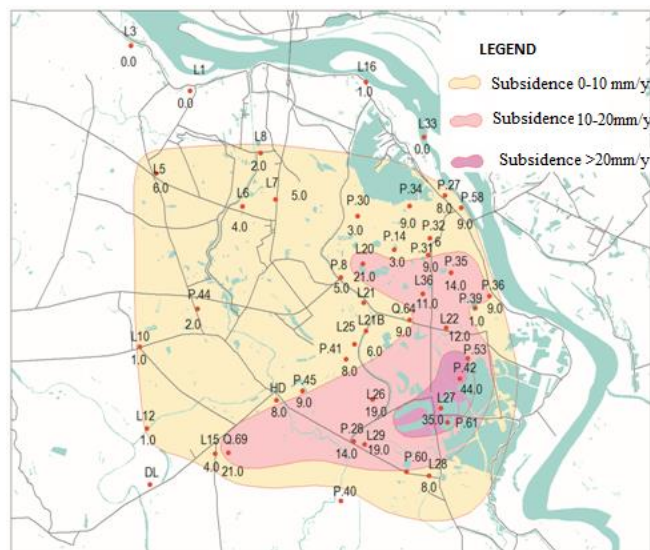 L3
0.0
L1
0.0
L16
1.0
L33
0.0
LEGEND
Subsidence 0-10 mm/y
Subsidence 10-20mm/y
Subsidence >20mm/y
L8
2.0
L5
6.0
L7
5.0
L6
4.0
P.30
3.0
P.34
9.0
P.27
8.0
P.58
9.0
P.32
6
P.14
3.0
P.31
9.0
L20
21.0
P.8
5.0
P.35
14.0
L36
11.0
P.36
9.0
P.39
1.0
P.44
2.0
L21
Q.64
9.0
L22
12.0
L21B
6.0
L25
P.41
8.0
L10
1.0
P.53
P.42
44.0
HD
8.0
P.45
9.0
L26
19.0
L27
35.0
P.61
L12
1.0
P.28
14.0
L29
19.0
L15
4.0
Q.69
21.0
P.60
L28
8.0
DL
P.40